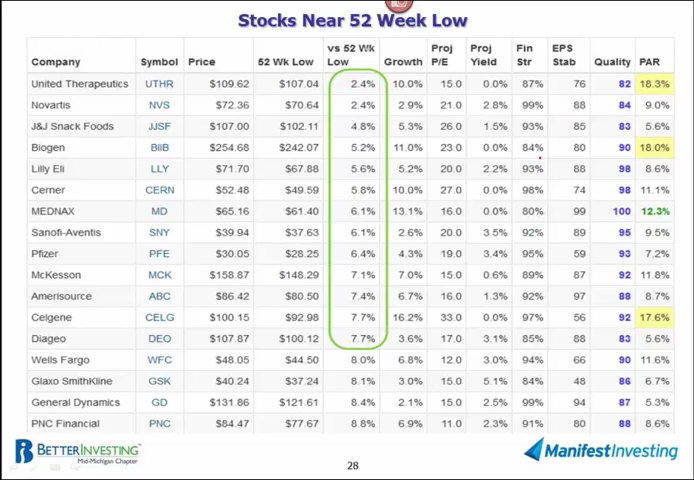 Stocks Near 52 Week Low
Company Symbol Price 52 Wk Low vs 52 Wk Low Growth Proj P/E Proj Yield Fin Str EPS Stab Quality PAR
United Therapeutics UTHR $109.62 $107.04 2.4% 10.0% 15.0 0.0% 87% 76 82 18.3%
Novartis NVS $72.36 $70.64 2.4% 2.9% 21.0 2.8% 99% 88 84 9.0%
J&J Snack Foods JJSF $107.00 $102.11 4.8% 5.3% 26.0 1.5% 93% 85 83 5.6%
Biogen BIIB $254.68 $242.07 5.2% 11.0% 23.0 0.0% 84% 80 90 18.0%
Lilly Eli LLY $71.70 $67.88 5.6% 5.2% 20.0 2.2% 93% 88 98 8.6%
Cerner CERN $52.48 $49.59 5.8% 10.0% 27.0 0.0% 98% 74 98 11.1%
MEDNAX MD $65.16 $61.40 6.1% 13.1% 16.0 0.0% 80% 99 100 12.3%
Sanofi-Aventis SNY $39.94 $37.63 6.1% 2.6% 20.0 3.5% 92% 89 95 9.5%
Pfizer PFE $30.05 $28.25 6.4% 4.3% 19.0 3.4% 95% 59 93 7.2%
McKesson MCK $158.87 $148.29 7.1% 7.0% 15.0 0.6% 89% 87 92 11.8%
Amerisource ABC $86.42 $80.50 7.4% 6.7% 16.0 1.3% 92% 97 88 8.7%
Celgene CELG $100.15 $92.98 7.7% 16.2% 33.0 0.0% 97% 56 92 17.6%
Diageo DEO $107.87 $100.12 7.7% 3.6% 17.0 3.1% 85% 88 83 5.6%
Wells Fargo WFC $48.05 $44.50 8.0% 6.8% 12.0 3.0% 94% 66 90 11.6%
Glaxo SmithKline GSK $40.24 $37.24 8.1% 3.0% 15.0 5.1% 84% 48 86 6.7%
General Dynamics GD $131.86 $121.61 8.4% 2.1% 15.0 2.5% 99% 94 87 5.3%
PNC Financial PNC $84.47 $77.67 8.8% 6.9% 11.0 2.3% 91% 80 88 8.6%
BETTERINVESTING™
Mid-Michigan Chapter
28
ManifestInvesting